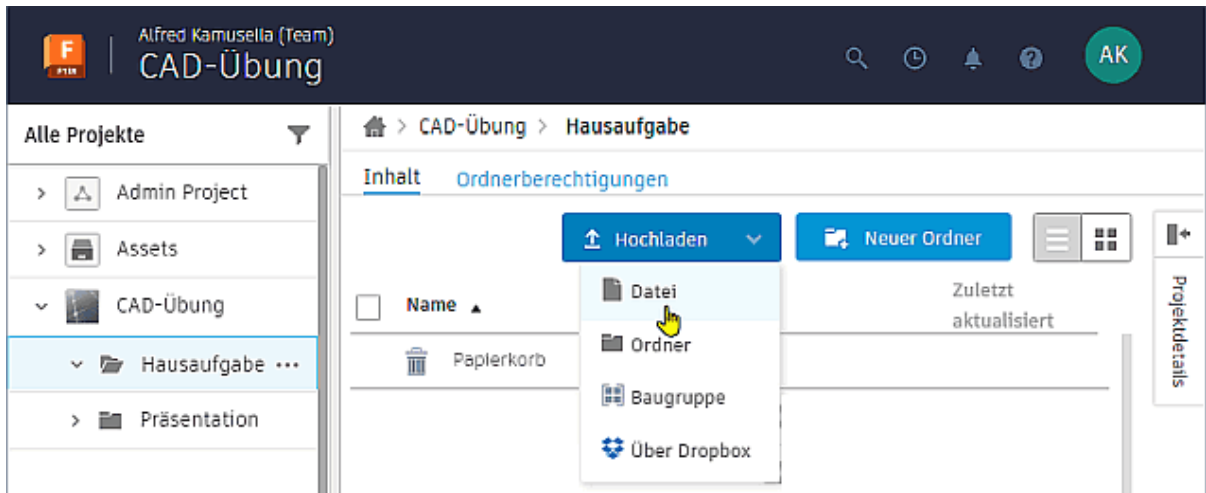 Alfred Kamusella (Team)
CAD-Übung
F
AK
Alle Projekte
> CAD-Übung > Hausaufgabe
Inhalt Ordnerberechtigungen
Admin Project
Assets
CAD-Übung
Hausaufgabe ...
Präsentation
Hochladen
Neuer Ordner
Datei
Ordner
Baugruppe
Über Dropbox
Name
Zuletzt
aktualisiert
Papierkorb
Projektdetails